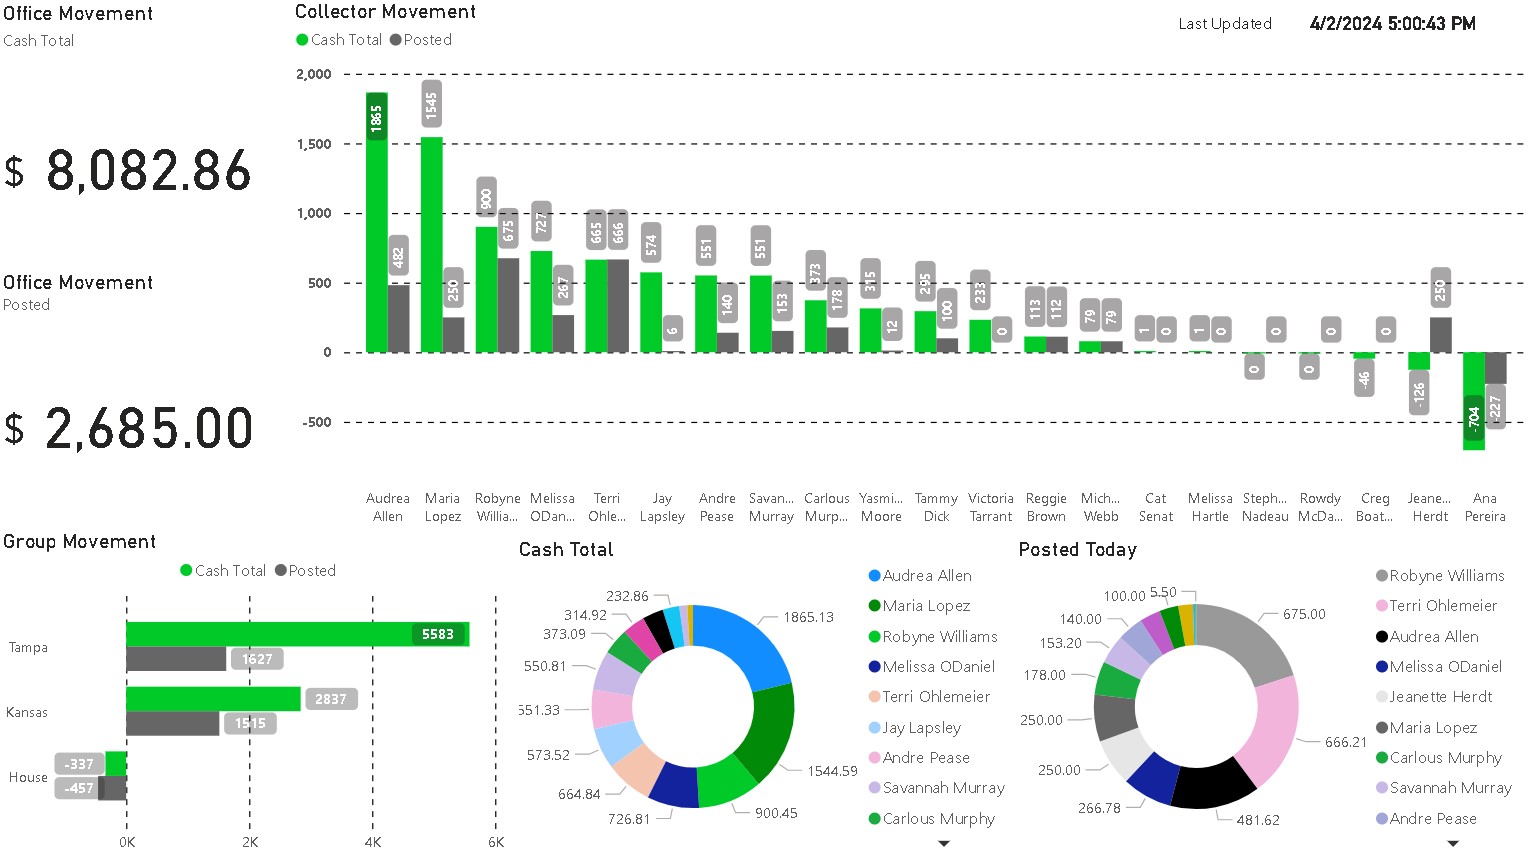 Office Movement
Cash Total
$ 8,082.86
Office Movement
Posted
$ 2,685.00
Collector Movement
Cash Total Posted
Last Updated 4/2/2024 5:00:43 PM
2,000
1,500
1,000
500
0
-500
1865 482
1545 250
900 675
727 267
665 666
574 6
551 140
551 153
373 178
315 12
295 100
233 0
113 112
79 79
1 0
1 0
0 0
0 0
-46 0
-126 250
-704 -227
Audrea Allen
Maria Lopez
Robyne Willia...
Melissa ODan...
Terri Ohle...
Jay Lapsley
Andre Pease
Savan... Murray
Carlous Murp...
Yasmi... Moore
Tammy Dick
Victoria Tarrant
Reggie Brown
Mich... Webb
Cat Senat
Melissa Hartle
Steph... Nadeau
Rowdy McDa...
Creg Boat...
Jeane... Herdt
Ana Pereira
Group Movement
Cash Total Posted
Tampa 5583
1627
Kansas 2837
1515
House -337
-457
0K 2K 4K 6K
Cash Total
1865.13
1544.59
900.45
726.81
664.84
573.52
551.33
550.81
373.09
314.92
232.86
Audrea Allen
Maria Lopez
Robyne Williams
Melissa ODaniel
Terri Ohlemeier
Jay Lapsley
Andre Pease
Savannah Murray
Carlous Murphy
Posted Today
675.00
666.21
481.62
266.78
250.00
250.00
178.00
153.20
140.00
100.00
5.50
Robyne Williams
Terri Ohlemeier
Audrea Allen
Melissa ODaniel
Jeanette Herdt
Maria Lopez
Carlous Murphy
Savannah Murray
Andre Pease